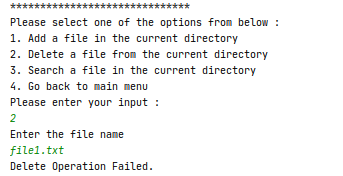 ******************************
Please select one of the options from below :
1. Add a file in the current directory
2. Delete a file from the current directory
3. Search a file in the current directory
4. Go back to main menu
Please enter your input :
2
Enter the file name
file1.txt
Delete Operation Failed.